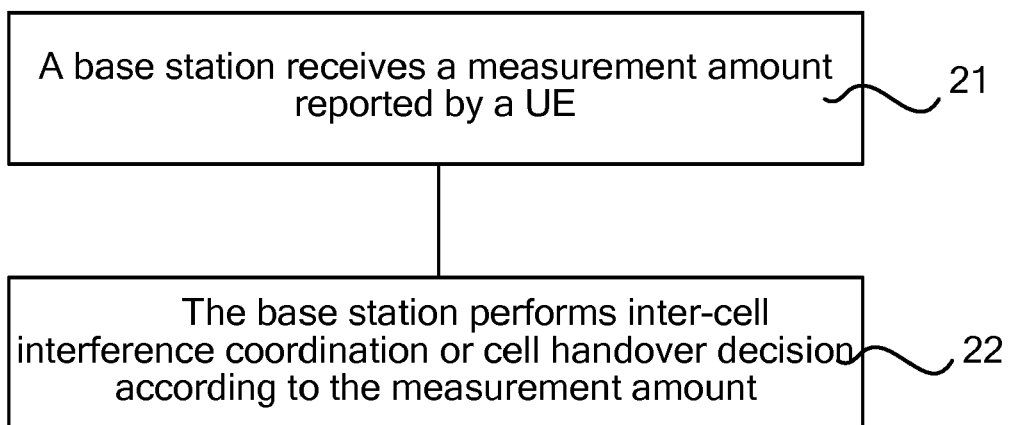 A base station receives a measurement amount
reported by a UE
21
The base station performs inter-cell
interference coordination or cell handover decision
according to the measurement amount
22